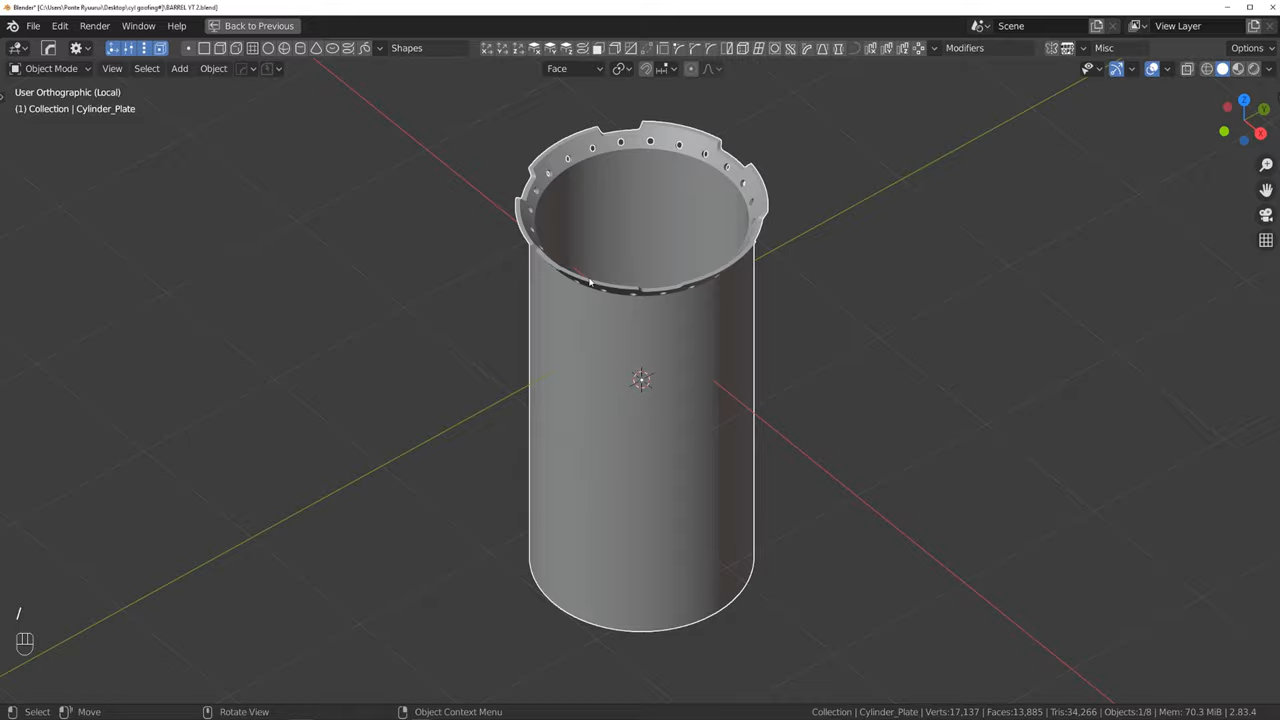 Blender* [C:\Users\Ponte Ryuurui\Desktop\cyl goofing#]\BARREL YT 2.blend]
File Edit Render Window Help Back to Previous Scene View Layer
Shapes Modifiers Misc Options
Object Mode View Select Add Object Face
User Orthographic (Local)
(1) Collection | Cylinder_Plate
Z
Y
X
/
Select Move Rotate View Object Context Menu Collection | Cylinder_Plate | Verts:17,137 | Faces:13,885 | Tris:34,266 | Objects:1/8 | Mem: 70.3 MiB | 2.83.4